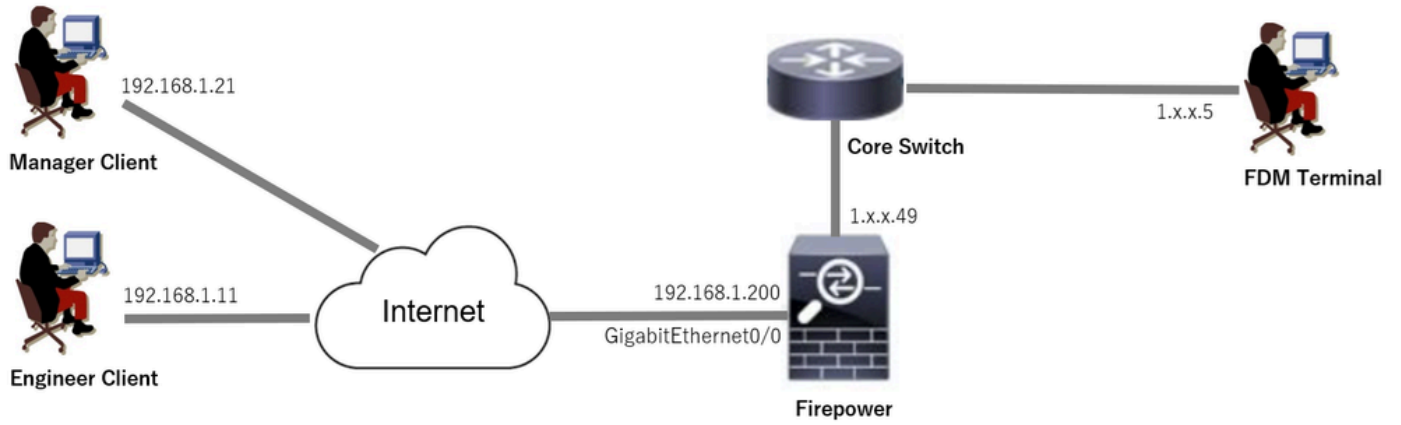 192.168.1.21
Manager Client
192.168.1.11
Engineer Client
Internet
192.168.1.200
GigabitEthernet0/0
Firepower
1.x.x.49
Core Switch
1.x.x.5
FDM Terminal